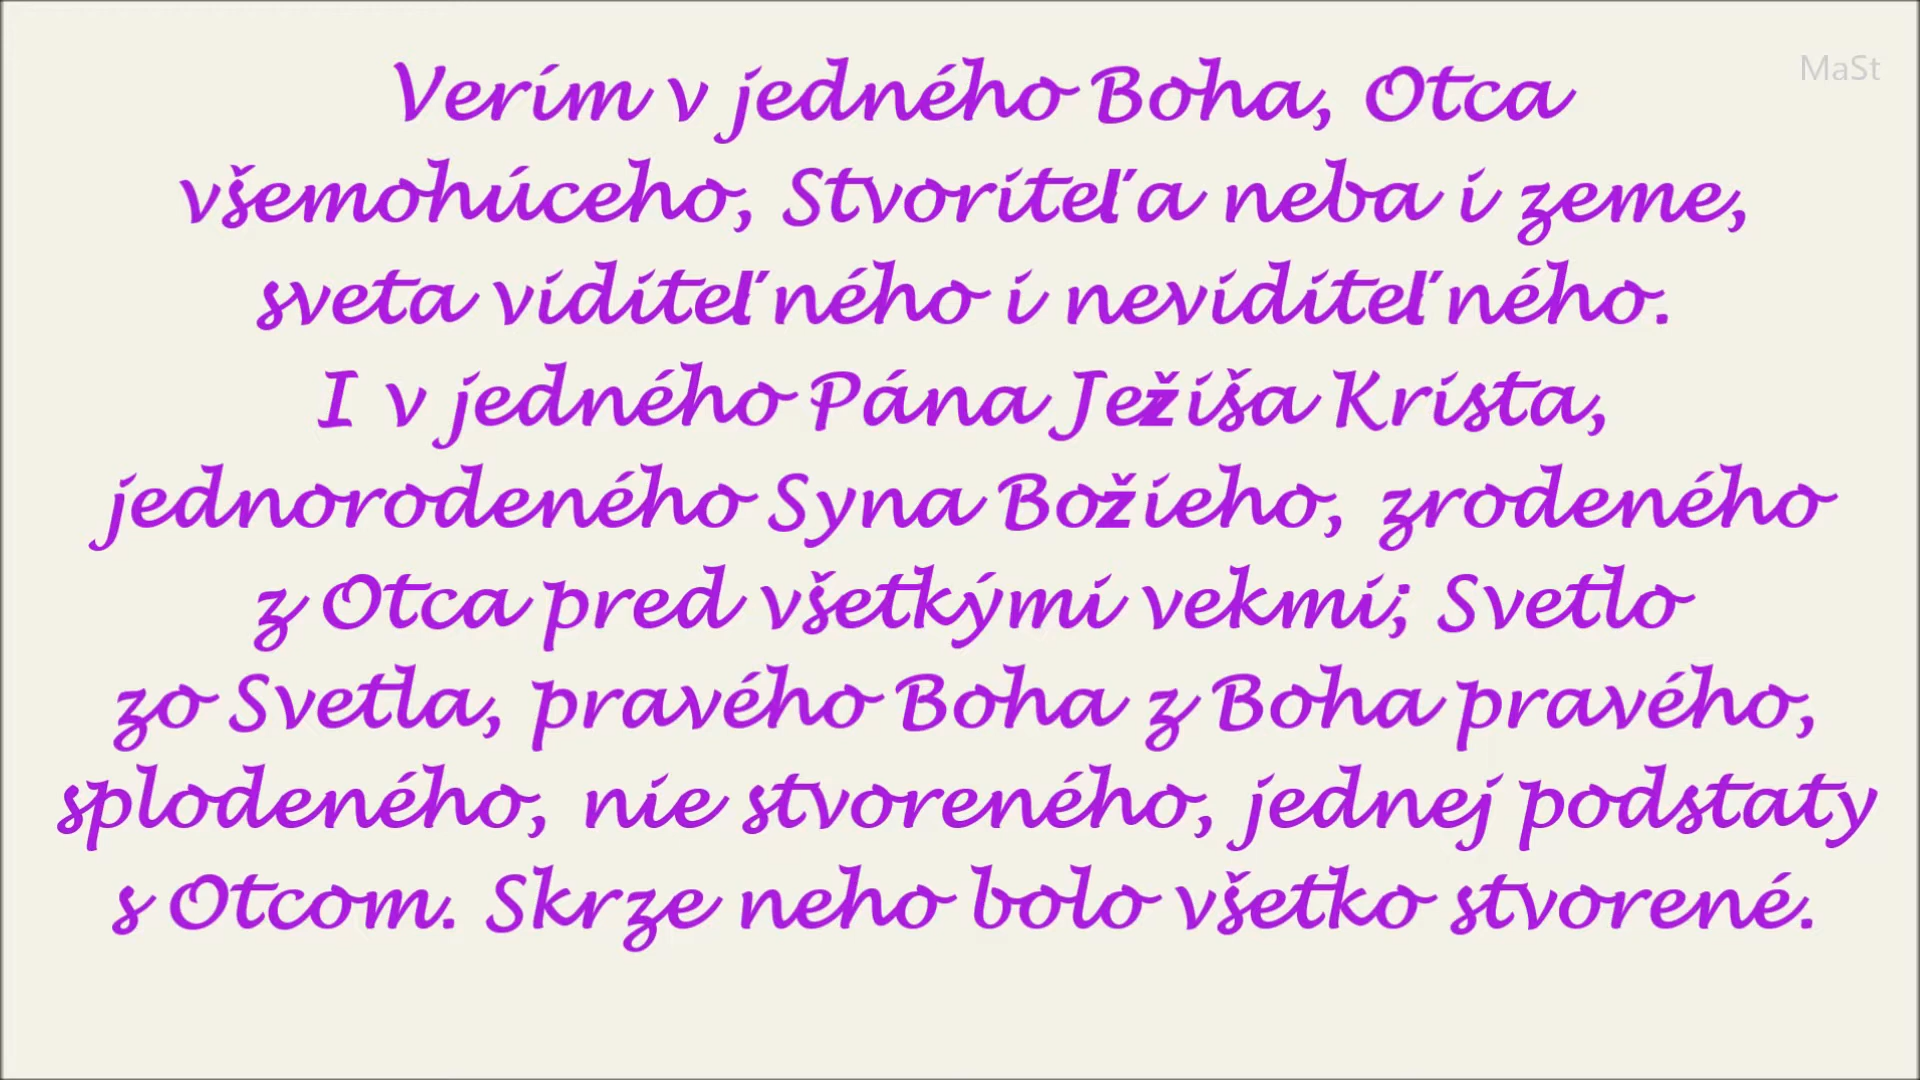 MaSt
Verím v jedného Boha, Otca
všemohúceho, Stvoriteľa neba i zeme,
sveta viditeľného i neviditeľného.
I v jedného Pána Ježiša Krista,
jednorodeného Syna Božieho, zrodeného
z Otca pred všetkými vekmi; Svetlo
zo Svetla, pravého Boha z Boha pravého,
splodeného, nie stvoreného, jednej podstaty
s Otcom. Skrze neho bolo všetko stvorené.